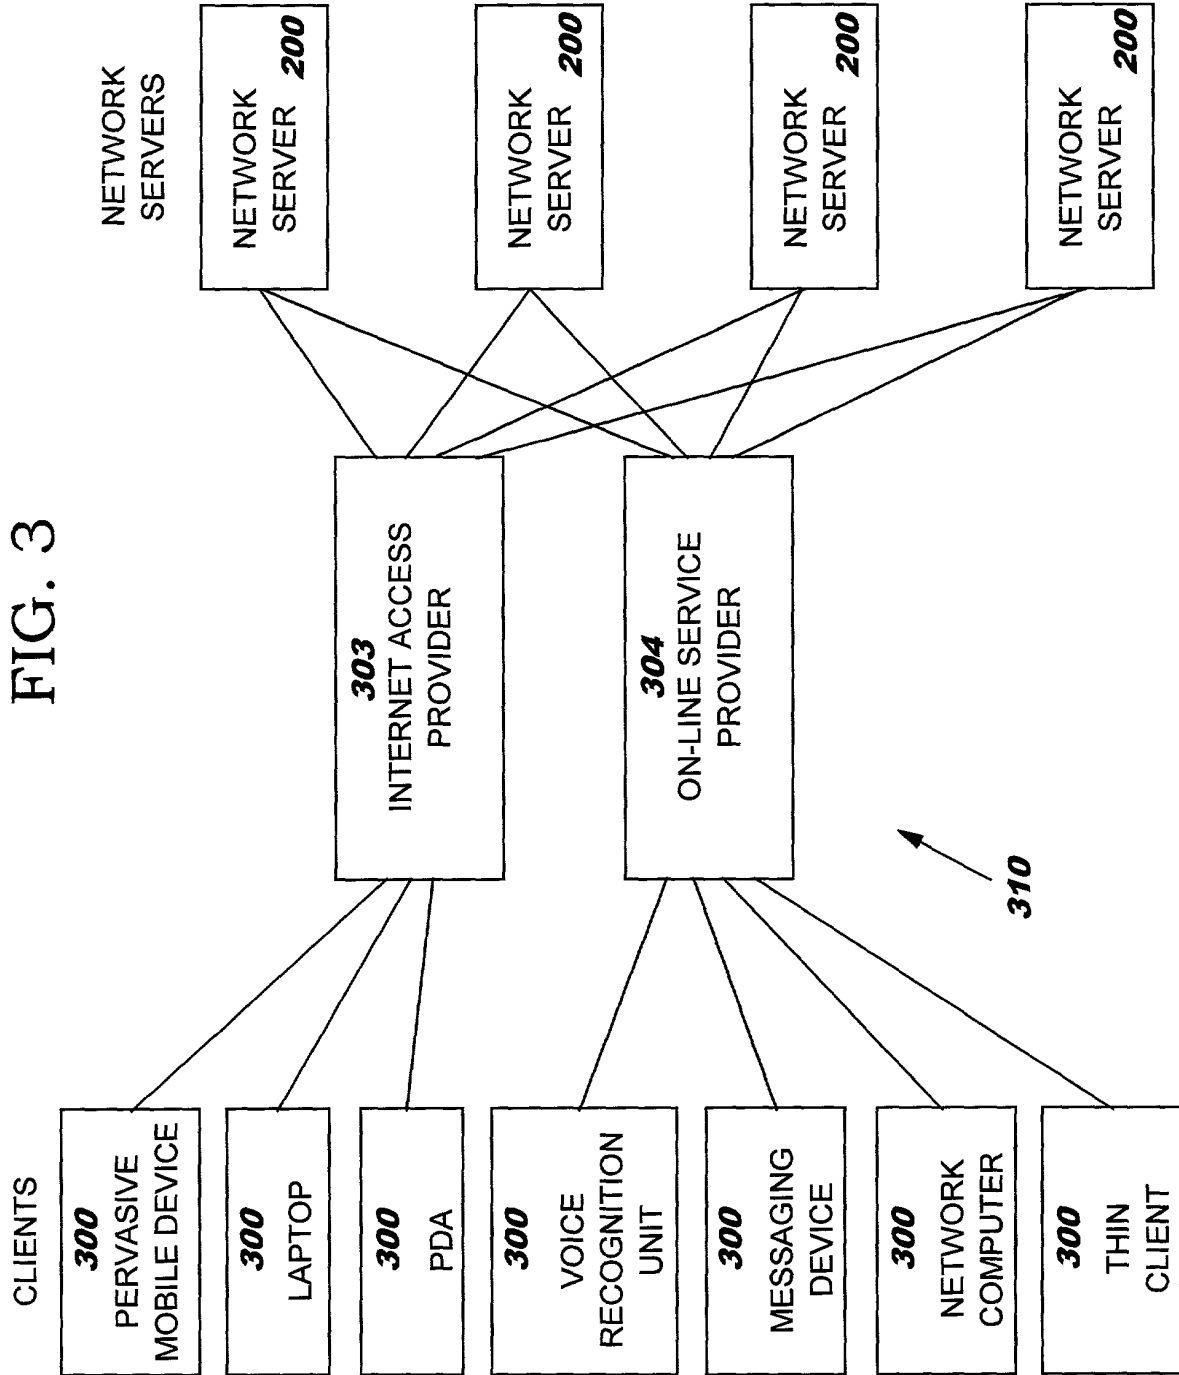 FIG. 3
CLIENTS
300
PERVASIVE
MOBILE DEVICE
300
LAPTOP
300
PDA
300
VOICE
RECOGNITION
UNIT
300
MESSAGING
DEVICE
300
NETWORK
COMPUTER
300
THIN
CLIENT
303
INTERNET ACCESS
PROVIDER
304
ON-LINE SERVICE
PROVIDER
310
NETWORK
SERVERS
NETWORK
SERVER 200
NETWORK
SERVER 200
NETWORK
SERVER 200
NETWORK
SERVER 200